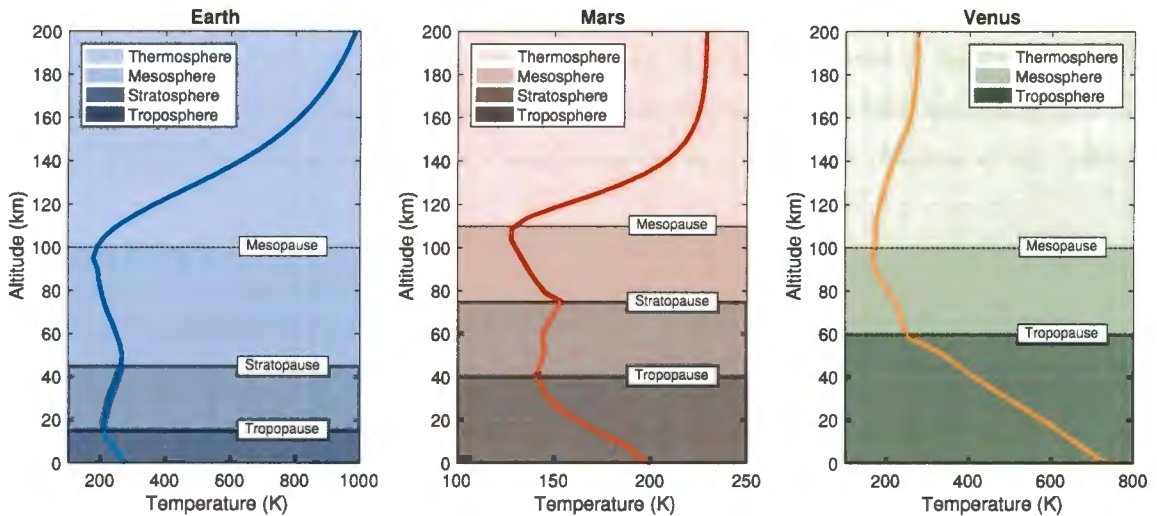 Earth
200
180
160
140
120
100
80
60
40
20
0
Altitude (km)
Thermosphere
Mesosphere
Stratosphere
Troposphere
Mesopause
Stratopause
Tropopause
200
400
600
800
1000
Temperature (K)
Mars
200
180
160
140
120
100
80
60
40
20
0
Altitude (km)
Thermosphere
Mesosphere
Stratosphere
Troposphere
Mesopause
Stratopause
Tropopause
100
150
200
250
Temperature (K)
Venus
200
180
160
140
120
100
80
60
40
20
0
Altitude (km)
Thermosphere
Mesosphere
Troposphere
Mesopause
Tropopause
200
400
600
800
Temperature (K)